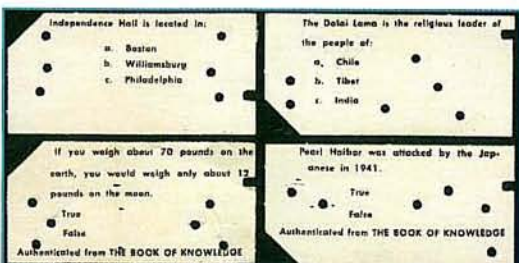 Independence Hall is located in:
a. Boston
b. Williamsburg
c. Philadelphia
The Dalai Lama is the religious leader of
the people of:
a. Chile
b. Tibet
c. India
If you weigh about 70 pounds on the
earth, you would weigh only about 12
pounds on the moon.
True
False
Authenticated from THE BOOK OF KNOWLEDGE
Pearl Harbor was attacked by the Jap-
anese in 1941.
True
False
Authenticated from THE BOOK OF KNOWLEDGE